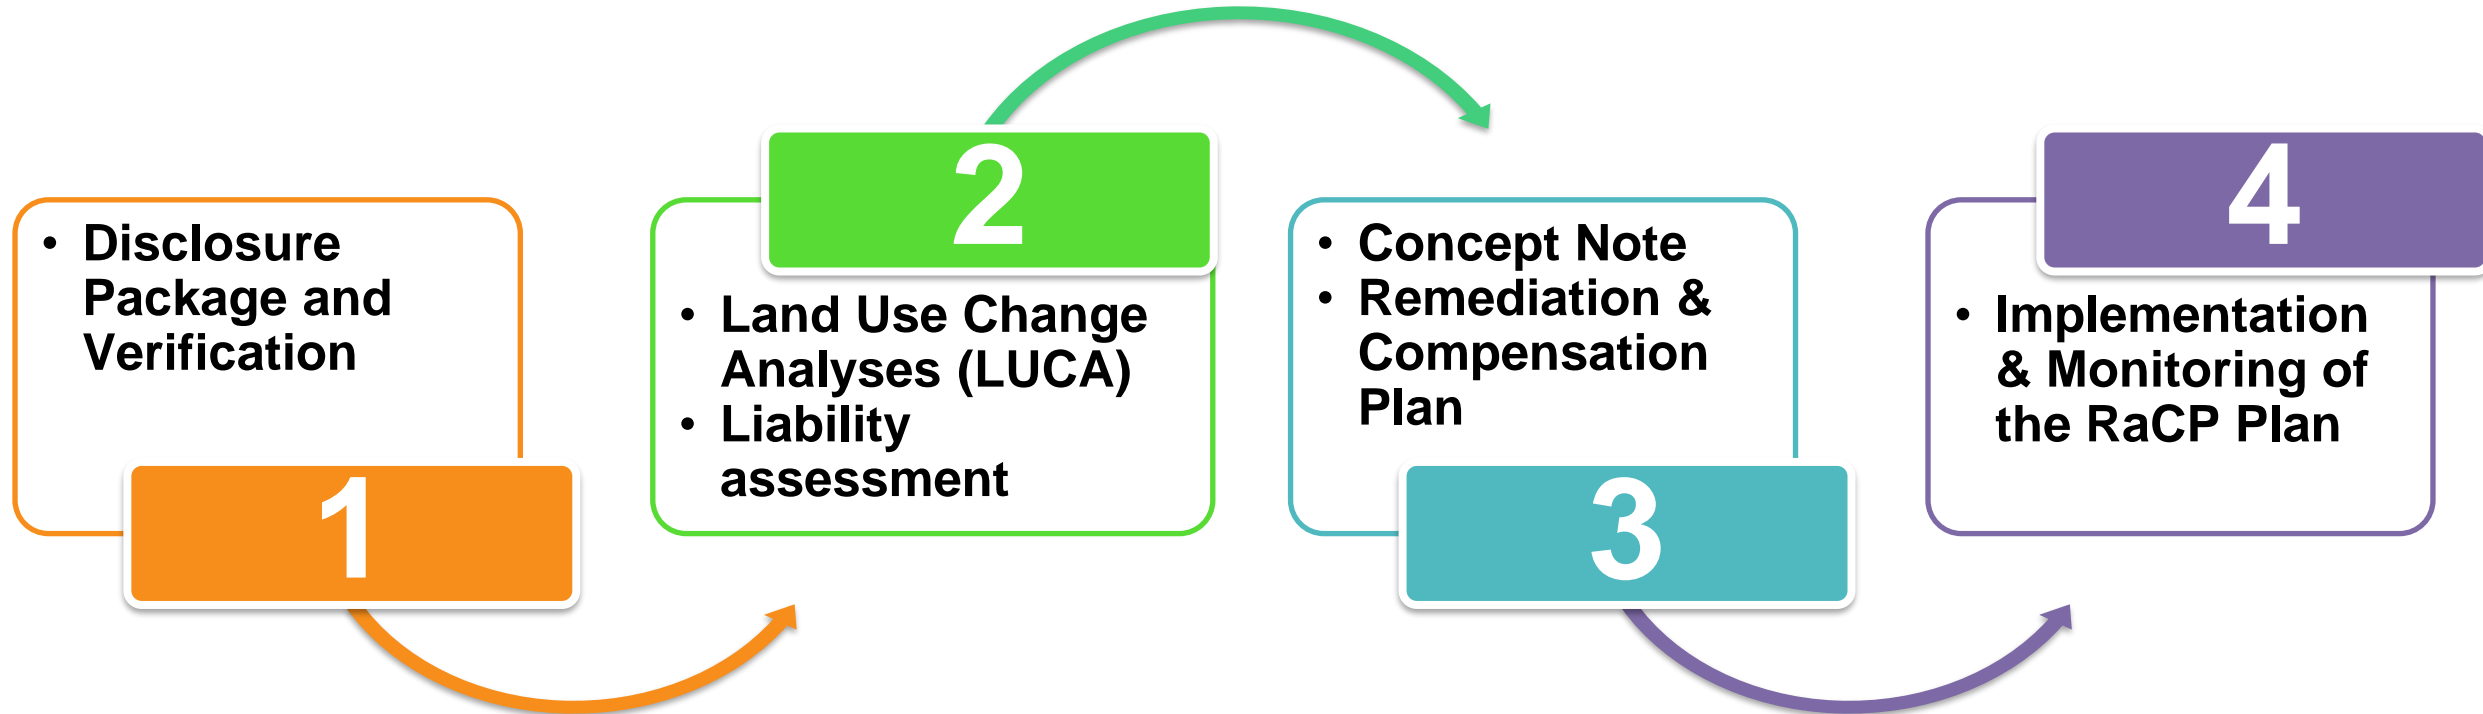 • Disclosure
Package and
Verification
1
2
• Land Use Change
Analyses (LUCA)
• Liability
assessment
• Concept Note
• Remediation &
Compensation
Plan
3
4
• Implementation
& Monitoring of
the RaCP Plan